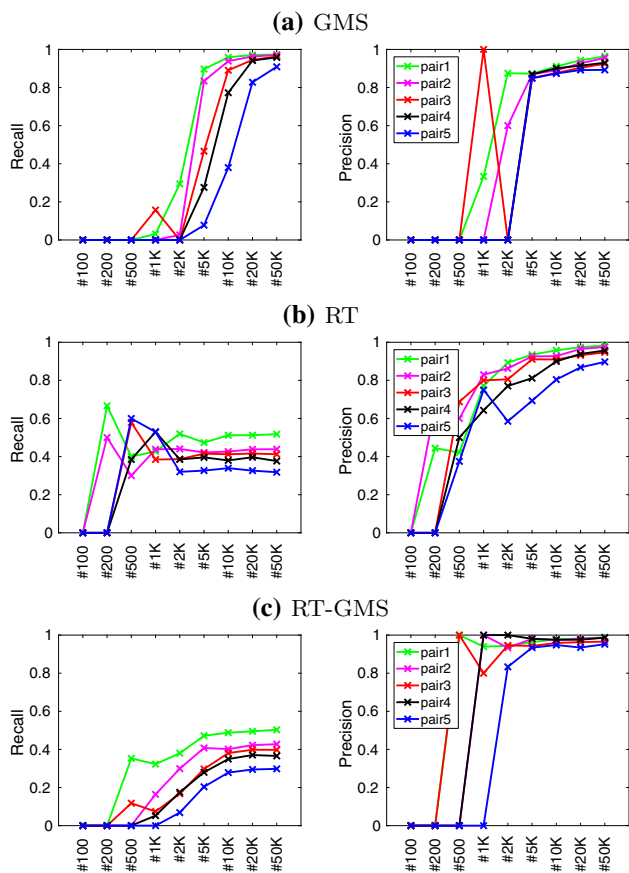 (a) GMS
Recall
1
0.8
0.6
0.4
0.2
0
#100
#200
#500
#1K
#2K
#5K
#10K
#20K
#50K
Precision
1
0.8
0.6
0.4
0.2
0
pair1
pair2
pair3
pair4
pair5
#100
#200
#500
#1K
#2K
#5K
#10K
#20K
#50K
(b) RT
Recall
1
0.8
0.6
0.4
0.2
0
#100
#200
#500
#1K
#2K
#5K
#10K
#20K
#50K
Precision
1
0.8
0.6
0.4
0.2
0
pair1
pair2
pair3
pair4
pair5
#100
#200
#500
#1K
#2K
#5K
#10K
#20K
#50K
(c) RT-GMS
Recall
1
0.8
0.6
0.4
0.2
0
#100
#200
#500
#1K
#2K
#5K
#10K
#20K
#50K
Precision
1
0.8
0.6
0.4
0.2
0
pair1
pair2
pair3
pair4
pair5
#100
#200
#500
#1K
#2K
#5K
#10K
#20K
#50K